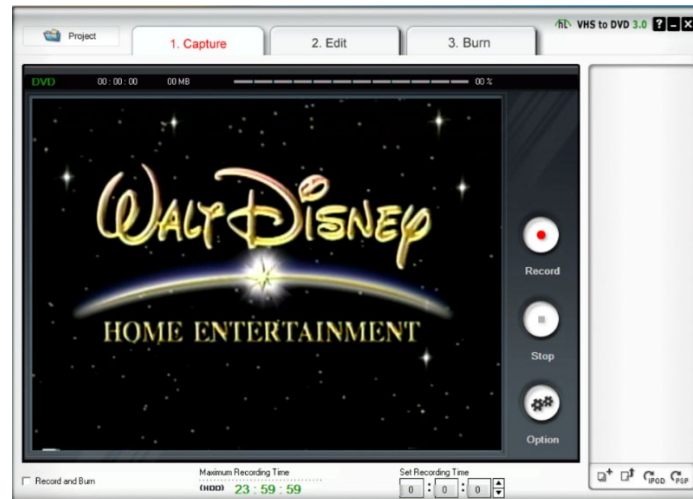 Project
1. Capture
2. Edit
3. Burn
VHS to DVD 3.0 ?
DVD 00 : 00 : 00 00 MB 00 %
WALT DISNEY
HOME ENTERTAINMENT
Record
Stop
Option
Record and Burn
Maximum Recording Time
(HDD) 23 : 59 : 59
Set Recording Time
0 : 0 : 0
IPOD
PSP